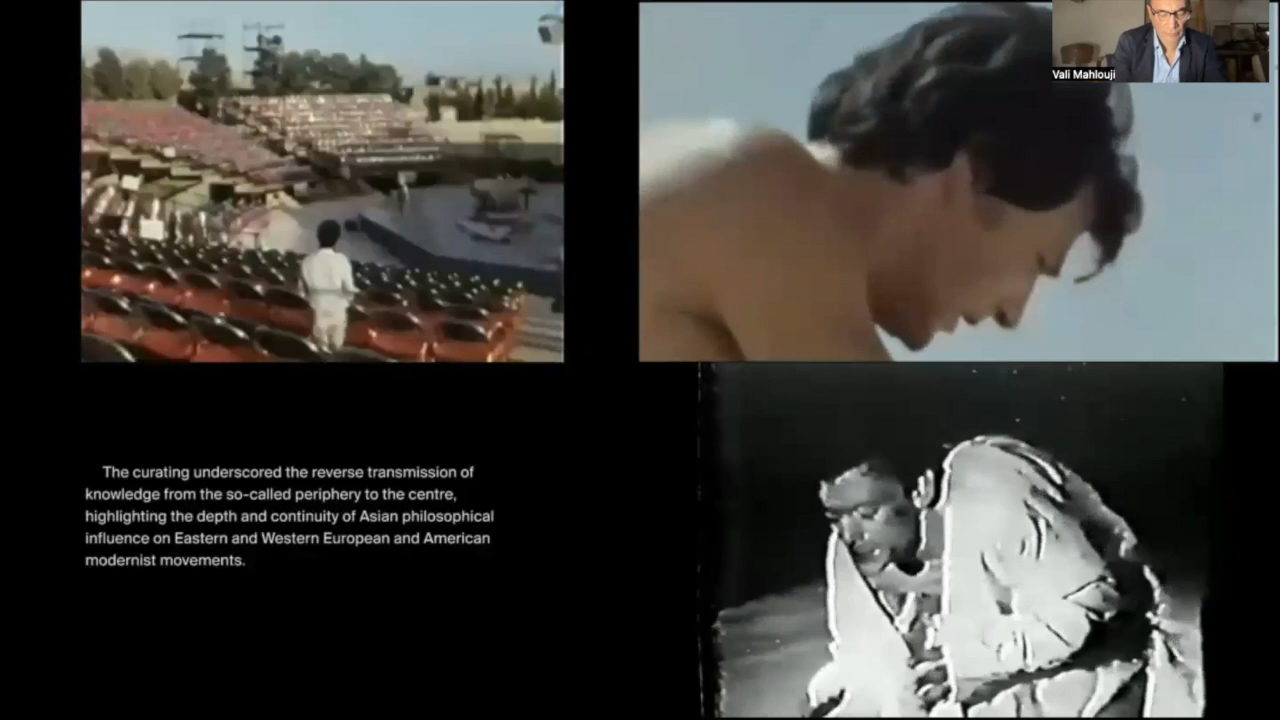 Vali Mahlouji
The curating underscored the reverse transmission of
knowledge from the so-called periphery to the centre,
highlighting the depth and continuity of Asian philosophical
influence on Eastern and Western European and American
modernist movements.